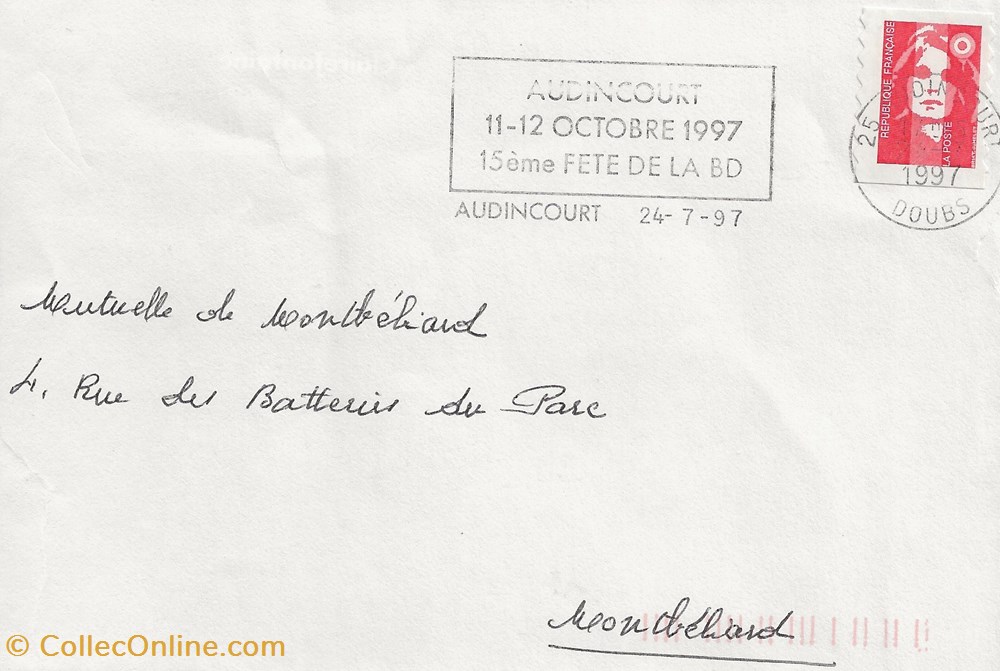 AUDINCOURT
11-12 OCTOBRE 1997
15ème FETE DE LA BD
AUDINCOURT 24-7-97
REPUBLIQUE FRANÇAISE
LA POSTE
25
1997
DOUBS
Mutuelle de Montbéliard
4, Rue des Batteries du Parc
Montbéliard
© CollecOnline.com